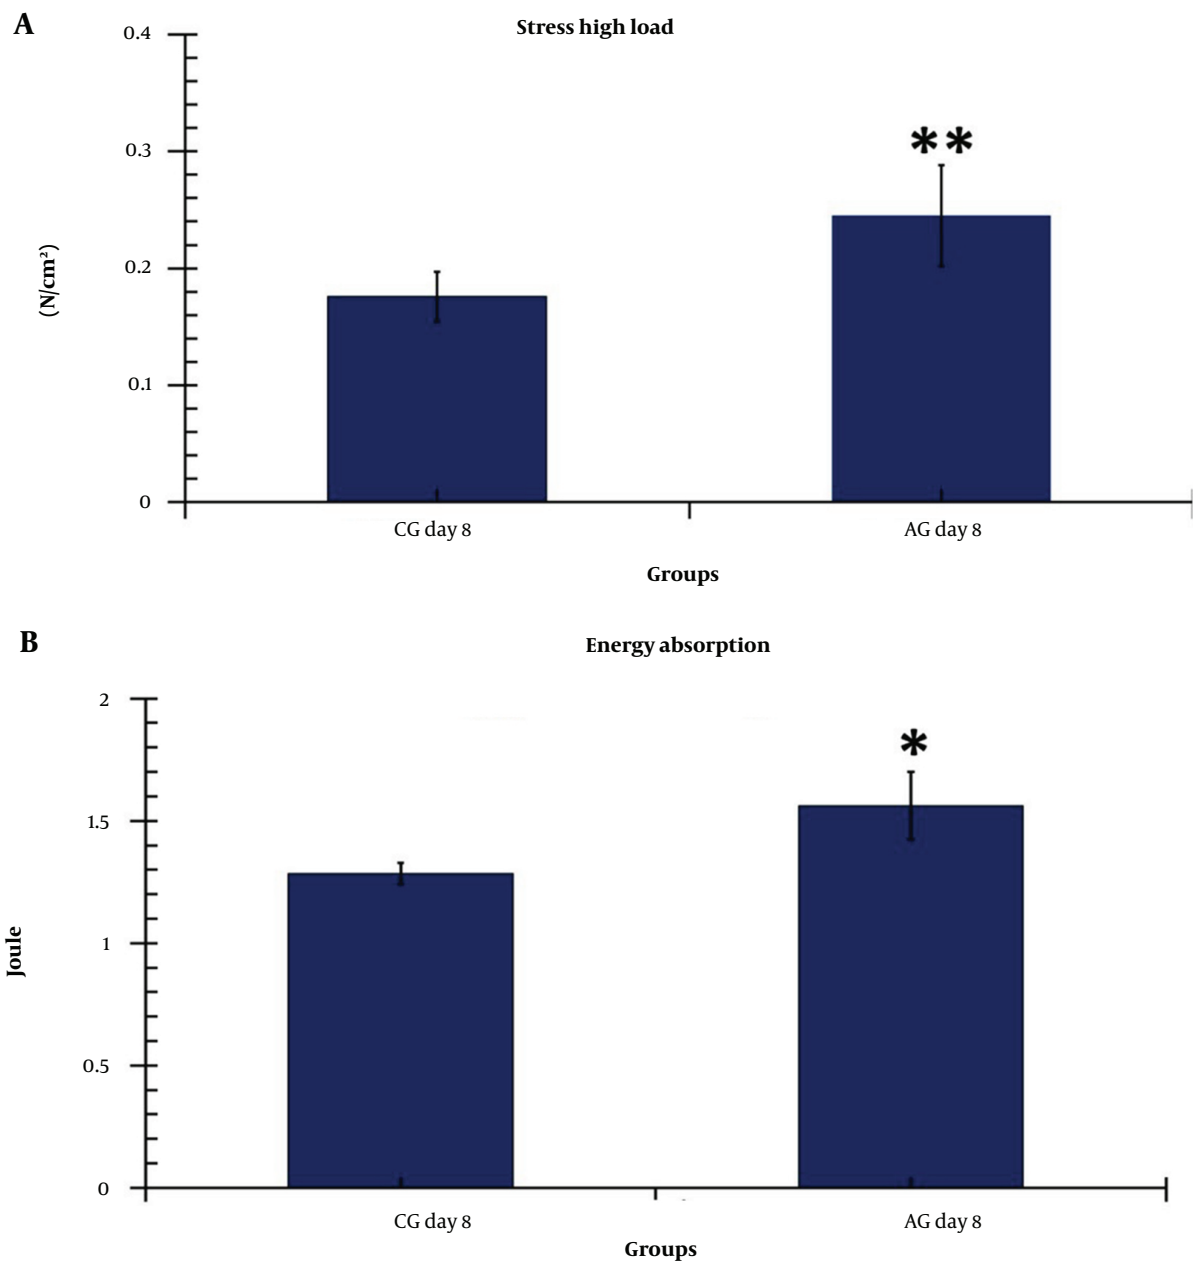 A
Stress high load
0.4
0.3
0.2
0.1
0
(N/cm²)
**
CG day 8
AG day 8
Groups
B
Energy absorption
2
1.5
1
0.5
0
Joule
*
CG day 8
AG day 8
Groups